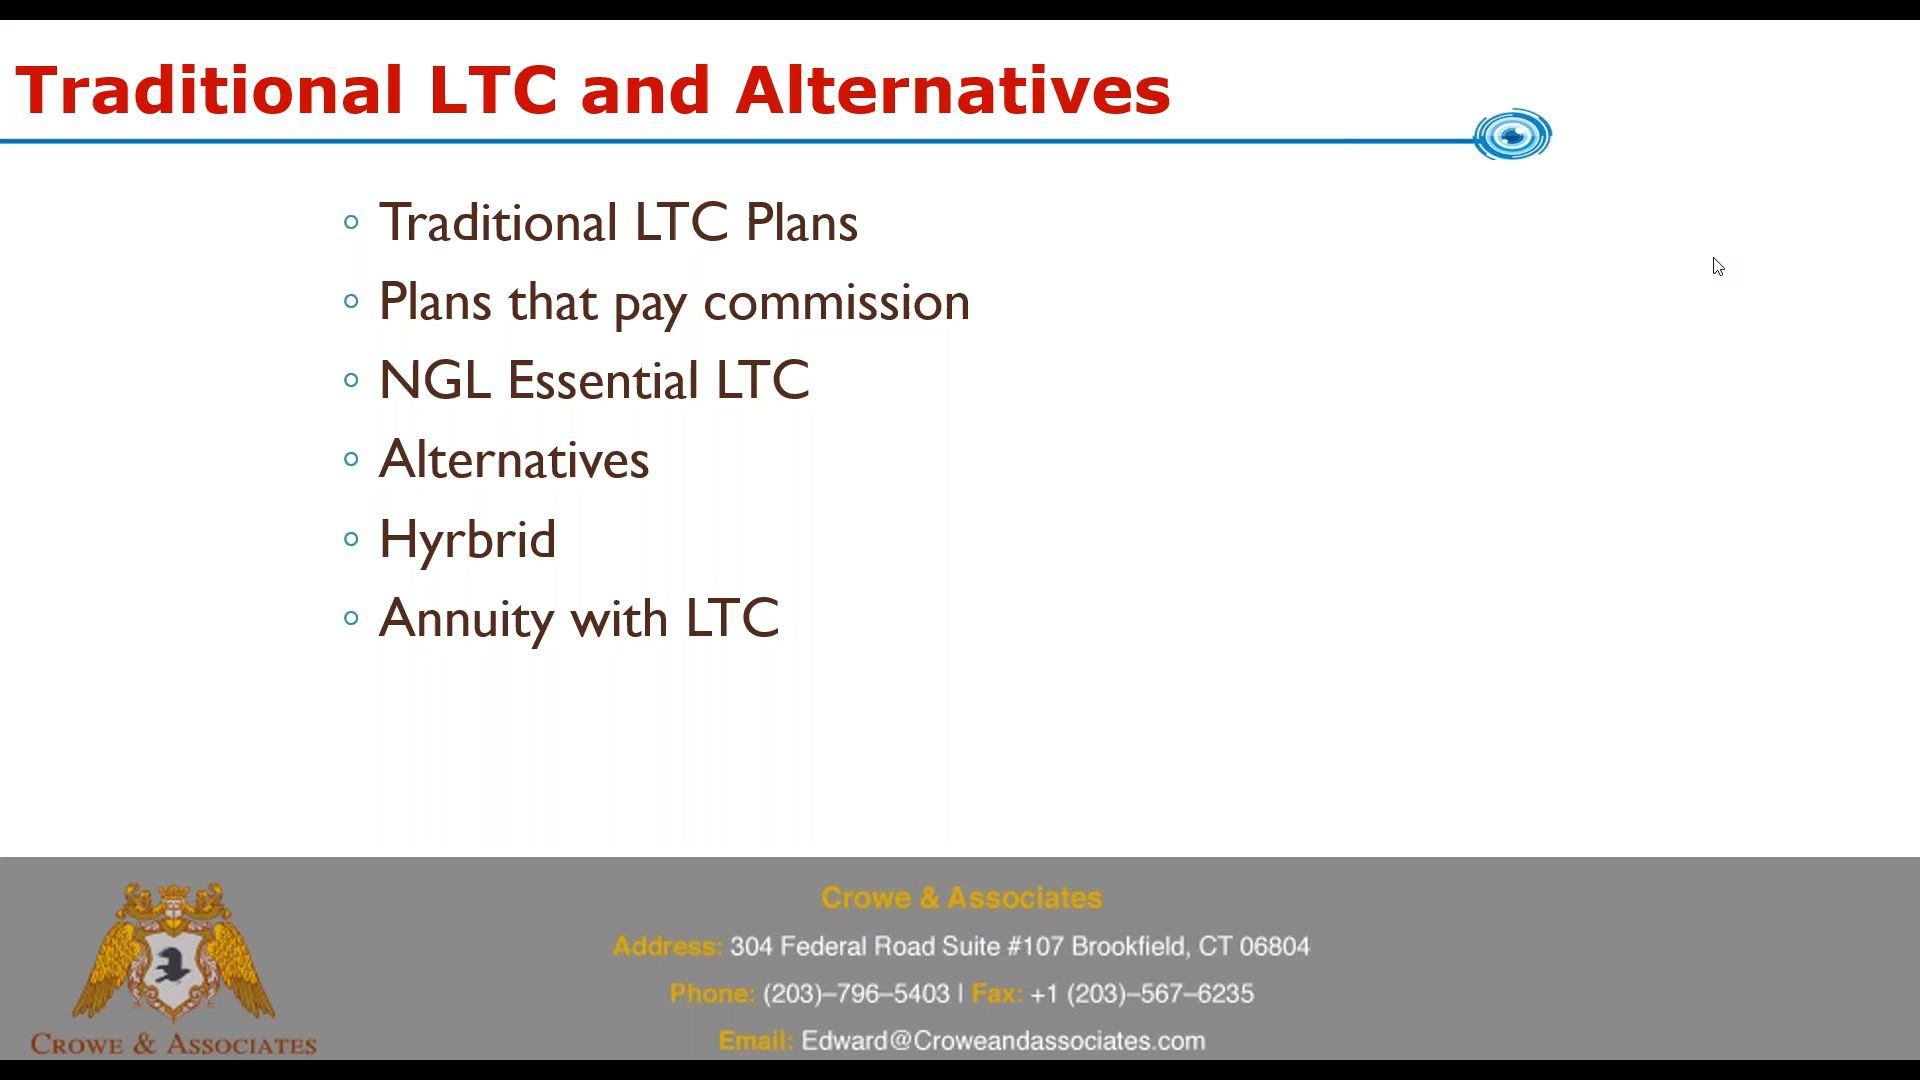 Traditional LTC and Alternatives
Traditional LTC Plans
Plans that pay commission
NGL Essential LTC
Alternatives
Hyrbrid
Annuity with LTC
Crowe & Associates
Address: 304 Federal Road Suite #107 Brookfield, CT 06804
Phone: (203)–796–5403 | Fax: +1 (203)–567–6235
Email: Edward@Croweandassociates.com
CROWE & ASSOCIATES